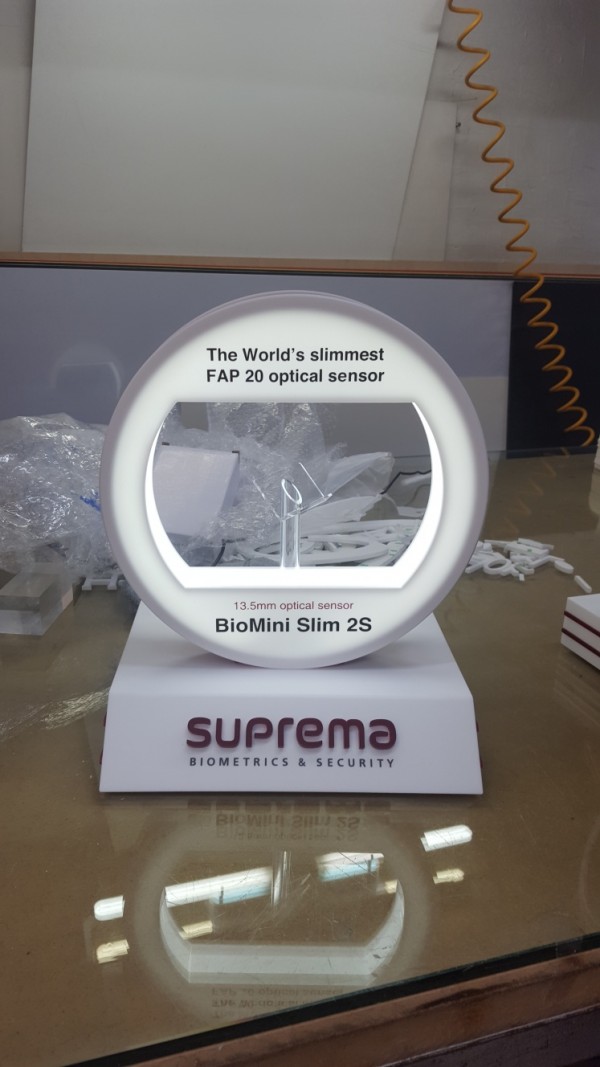 The World's slimmest
FAP 20 optical sensor
13.5mm optical sensor
BioMini Slim 2S
suprema
BIOMETRICS & SECURITY